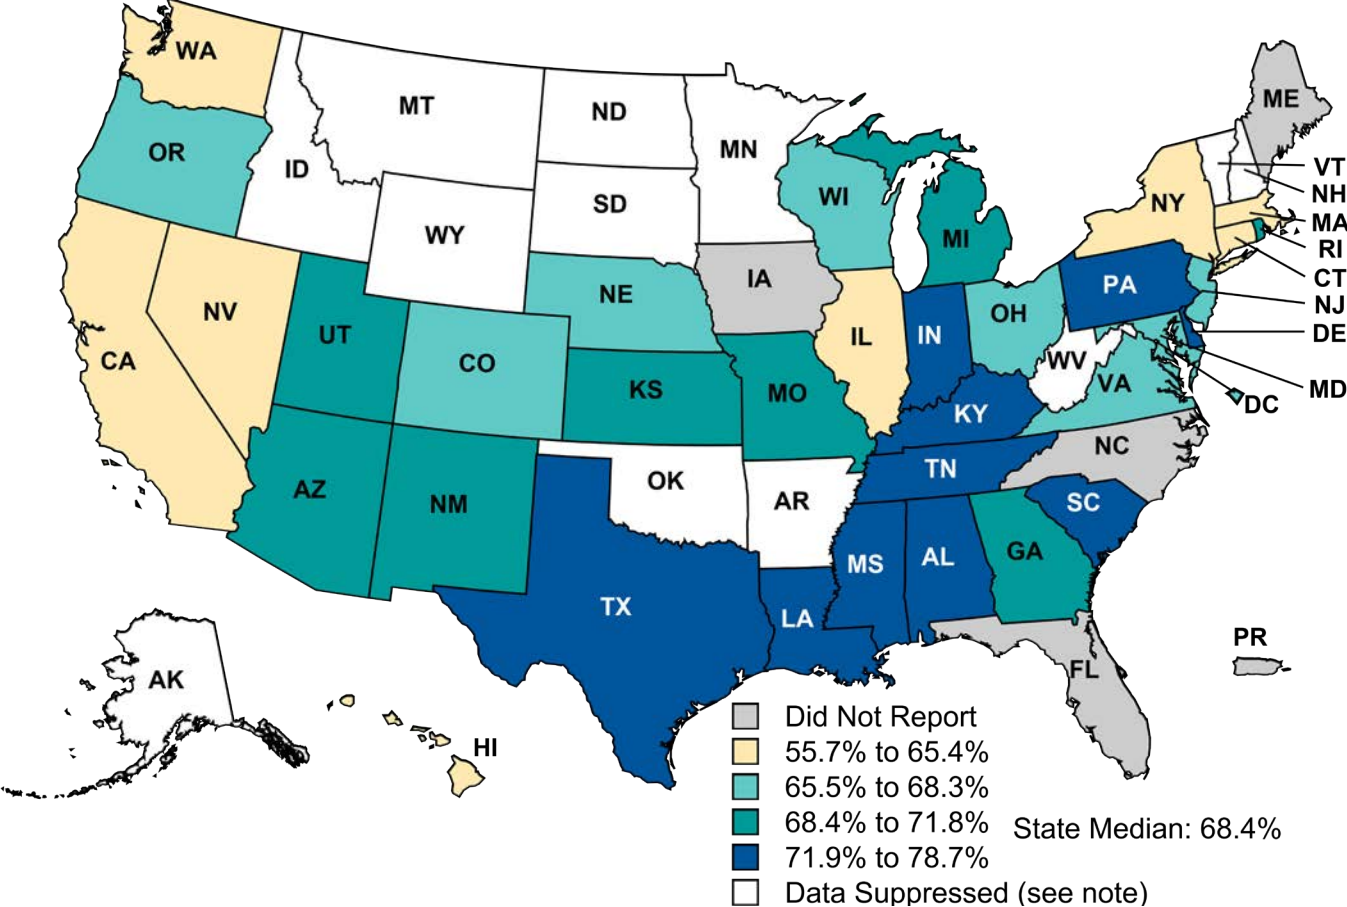 WA
ME
MT
ND
OR
MN
VT
ID
NH
WI
SD
NY
MA
WY
MI
RI
IA
CT
PA
NE
NJ
NV
OH
UT
IL
IN
DE
CA
CO
WV
VA
KS
MO
MD
DC
KY
NC
TN
OK
AZ
AR
SC
NM
GA
AL
MS
TX
LA
PR
FL
AK
HI
Did Not Report
55.7% to 65.4%
65.5% to 68.3%
68.4% to 71.8% State Median: 68.4%
71.9% to 78.7%
Data Suppressed (see note)